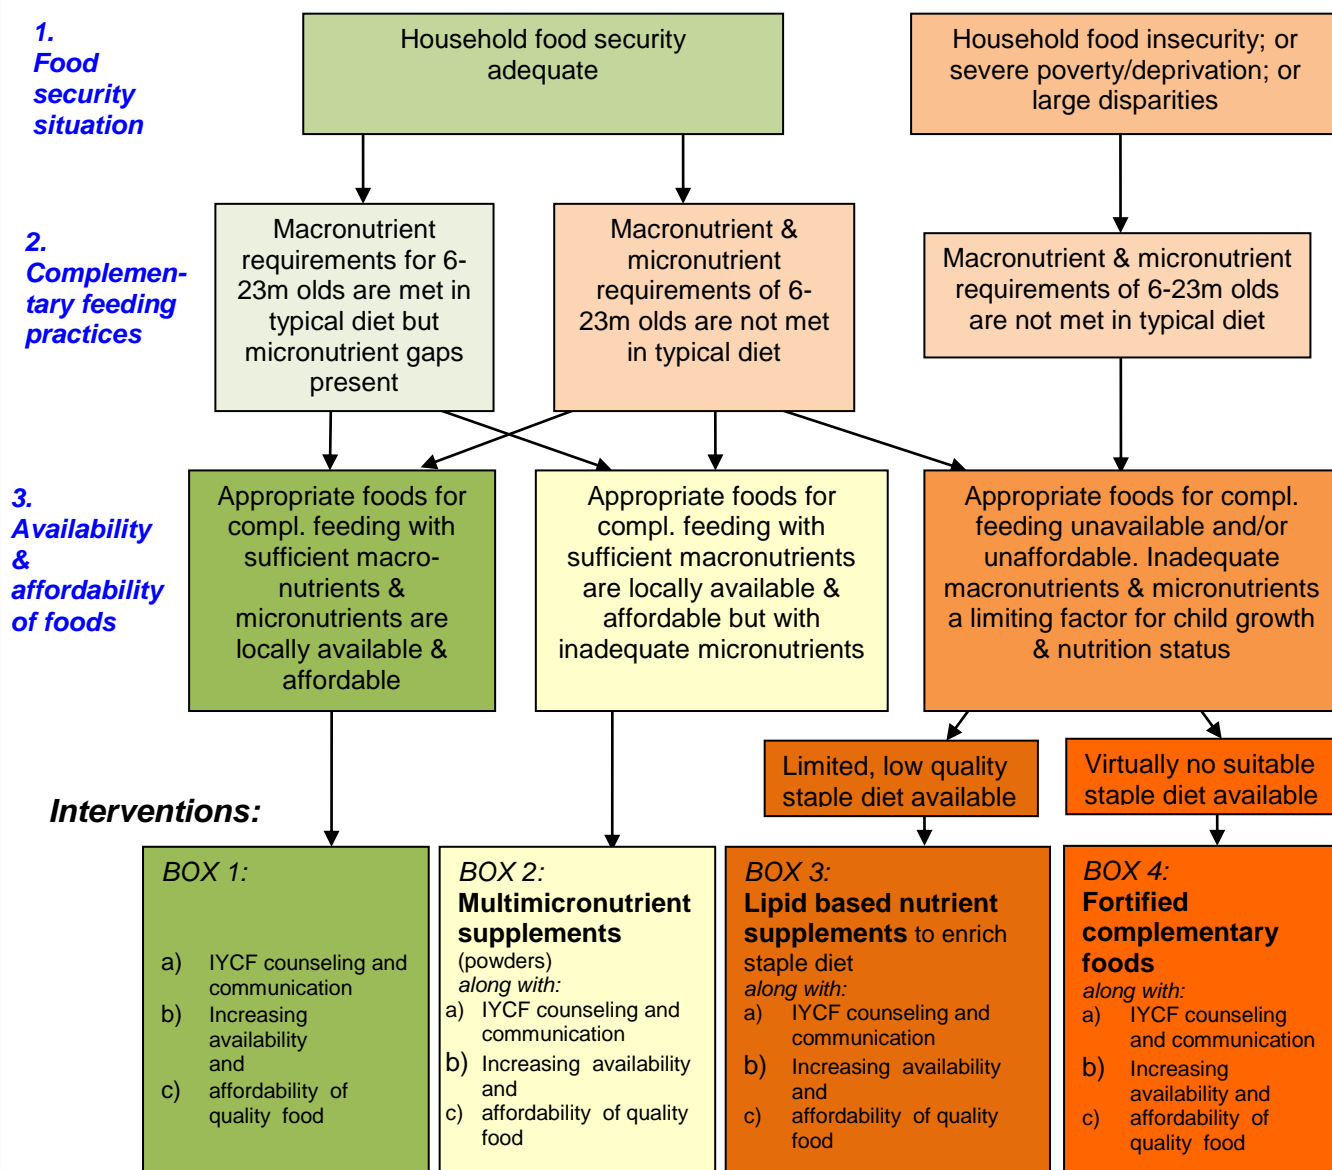 1.
Food
security
situation
Household food security
adequate
Household food insecurity; or
severe poverty/deprivation; or
large disparities
2.
Complemen-
tary feeding
practices
Macronutrient
requirements for 6-
23m olds are met in
typical diet but
micronutrient gaps
present
Macronutrient &
micronutrient
requirements of 6-
23m olds are not met
in typical diet
Macronutrient & micronutrient
requirements of 6-23m olds
are not met in typical diet
3.
Availability
&
affordability
of foods
Appropriate foods for
compl. feeding with
sufficient macro-
nutrients &
micronutrients are
locally available &
affordable
Appropriate foods for
compl. feeding with
sufficient macronutrients
are locally available &
affordable but with
inadequate micronutrients
Appropriate foods for compl.
feeding unavailable and/or
unaffordable. Inadequate
macronutrients & micronutrients
a limiting factor for child growth
& nutrition status
Limited, low quality
staple diet available
Virtually no suitable
staple diet available
Interventions:
BOX 1:
a) IYCF counseling and
communication
b) Increasing
availability
and
c) affordability of
quality food
BOX 2:
Multimicronutrient
supplements
(powders)
along with:
a) IYCF counseling and
communication
b) Increasing availability
and
c) affordability of quality
food
BOX 3:
Lipid based nutrient
supplements to enrich
staple diet
along with:
a) IYCF counseling and
communication
b) Increasing availability
and
c) affordability of quality
food
BOX 4:
Fortified
complementary
foods
along with:
a) IYCF counseling
and communication
b) Increasing
availability and
c) affordability of
quality food